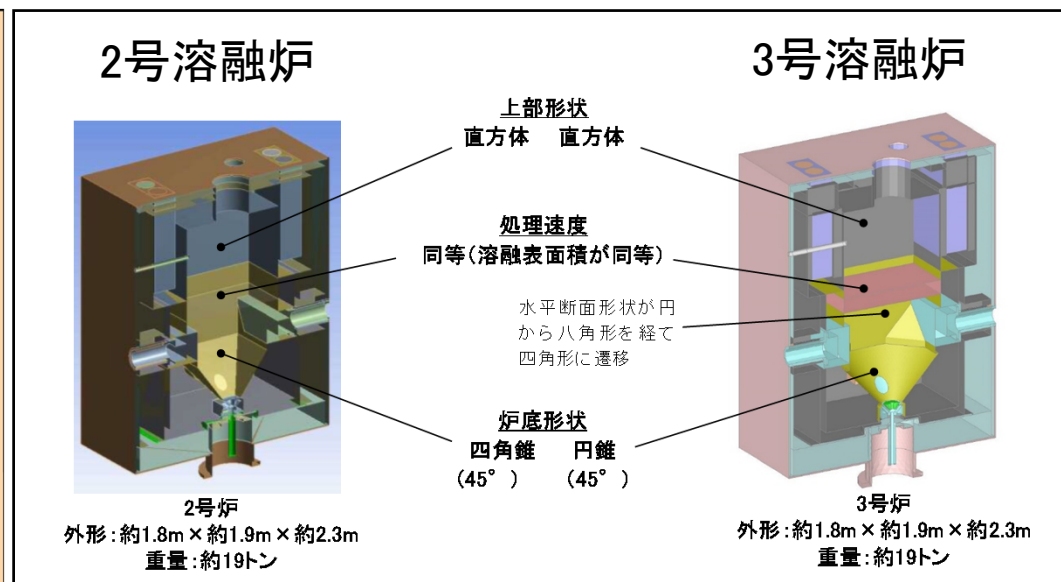 2号溶融炉
3号溶融炉
上部形状
直方体 直方体
処理速度
同等(溶融表面積が同等)
水平断面形状が円
から八角形を経て
四角形に遷移
炉底形状
四角錐 円錐
(45°) (45°)
2号炉
外形:約1.8m×約1.9m×約2.3m
重量:約19トン
3号炉
外形:約1.8m×約1.9m×約2.3m
重量:約19トン